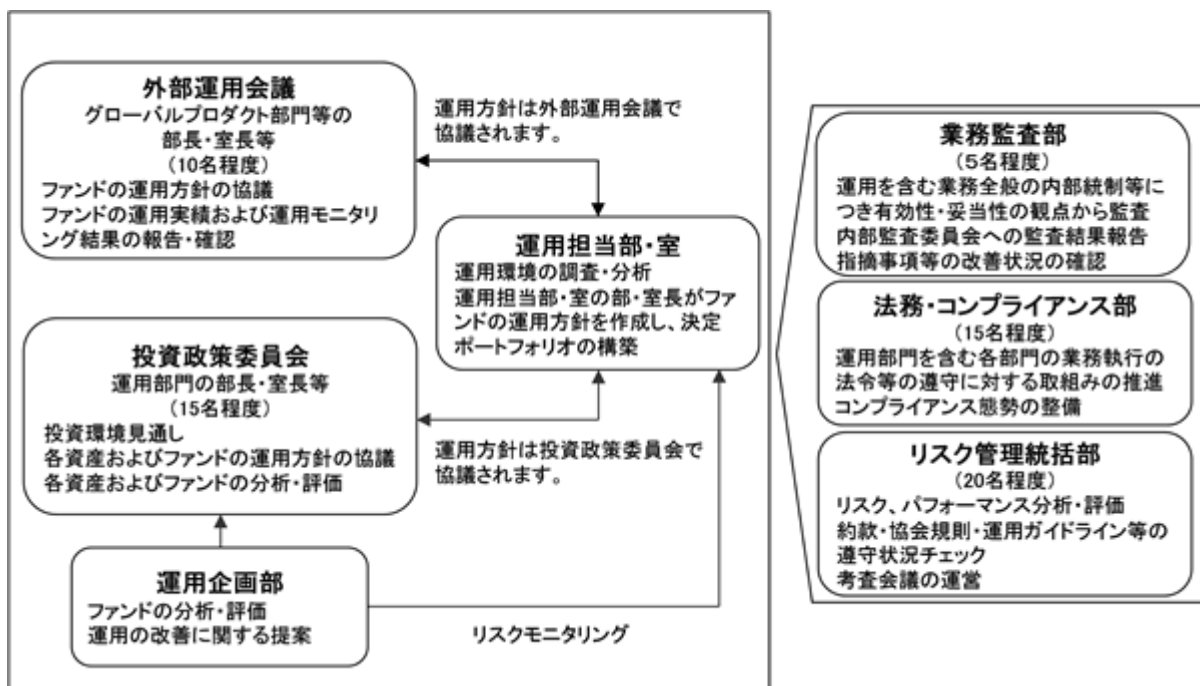 外部運用会議
グローバルプロダクト部門等の
部長・室長等
(10名程度)
ファンドの運用方針の協議
ファンドの運用実績および運用モニタリ
ング結果の報告・確認
運用方針は外部運用会議で
協議されます。
運用担当部・室
運用環境の調査・分析
運用担当部・室の部・室長がファ
ンドの運用方針を作成し、決定
ポートフォリオの構築
投資政策委員会
運用部門の部長・室長等
(15名程度)
投資環境見通し
各資産およびファンドの運用方針の協議
各資産およびファンドの分析・評価
運用方針は投資政策委員会で
協議されます。
運用企画部
ファンドの分析・評価
運用の改善に関する提案
リスクモニタリング
業務監査部
(5名程度)
運用を含む業務全般の内部統制等に
つき有効性・妥当性の観点から監査
内部監査委員会への監査結果報告
指摘事項等の改善状況の確認
法務・コンプライアンス部
(15名程度)
運用部門を含む各部門の業務執行の
法令等の遵守に対する取組みの推進
コンプライアンス態勢の整備
リスク管理統括部
(20名程度)
リスク、パフォーマンス分析・評価
約款・協会規則・運用ガイドライン等の
遵守状況チェック
考査会議の運営